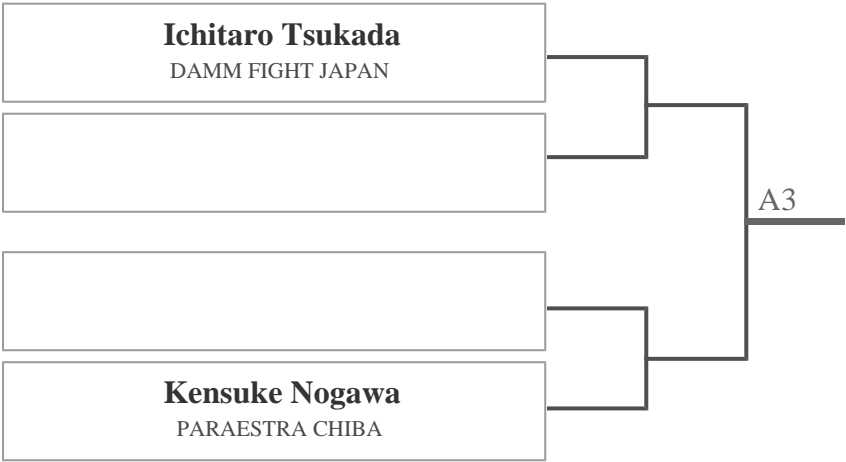 Ichitaro Tsukada
DAMM FIGHT JAPAN
A3
Kensuke Nogawa
PARAESTRA CHIBA